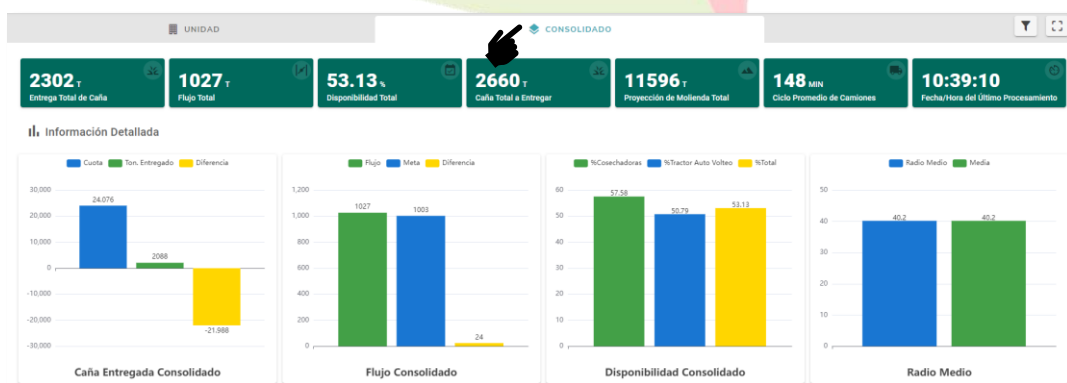 UNIDAD
CONSOLIDADO
2302 T
Entrega Total de Caña
1027 T
Flujo Total
53.13 %
Disponibilidad Total
2660 T
Caña Total a Entregar
11596 T
Proyección de Molienda Total
148 MIN
Ciclo Promedio de Camiones
10:39:10
Fecha/Hora del Último Procesamiento
Información Detallada
Cuota Ton. Entregado Diferencia
30,000
20,000
10,000
0
-10,000
-20,000
-30,000
24.076
2088
-21.988
Caña Entregada Consolidado
Flujo Meta Diferencia
1,200
1,000
800
600
400
200
0
1027
1003
24
Flujo Consolidado
%Cosechadoras %Tractor Auto Volteo %Total
60
50
40
30
20
10
0
57.58
50.79
53.13
Disponibilidad Consolidado
Radio Medio Media
50
40
30
20
10
0
40.2
40.2
Radio Medio